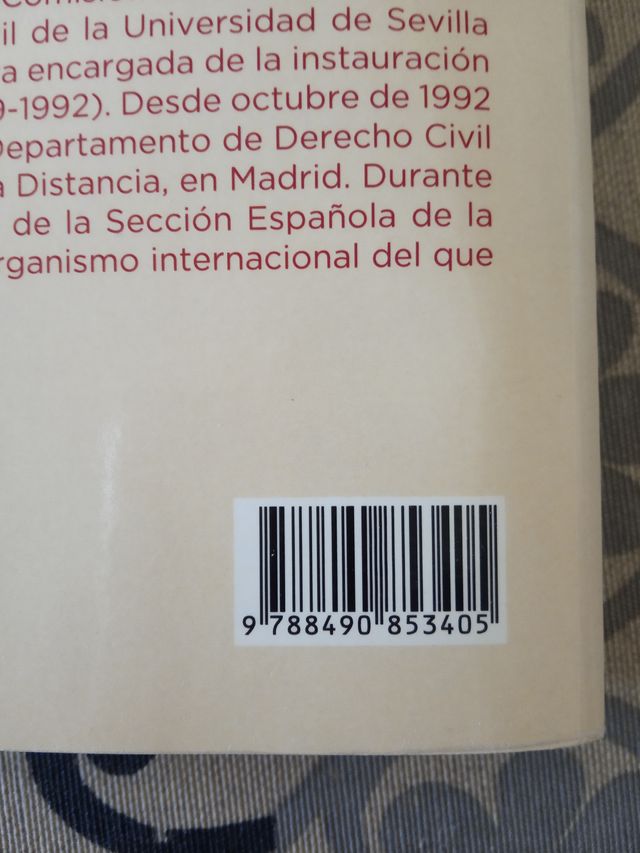 il de la Universidad de Sevilla
a encargada de la instauración
9-1992). Desde octubre de 1992
Departamento de Derecho Civil
a Distancia, en Madrid. Durante
de la Sección Española de la
rganismo internacional del que
9 788490 853405